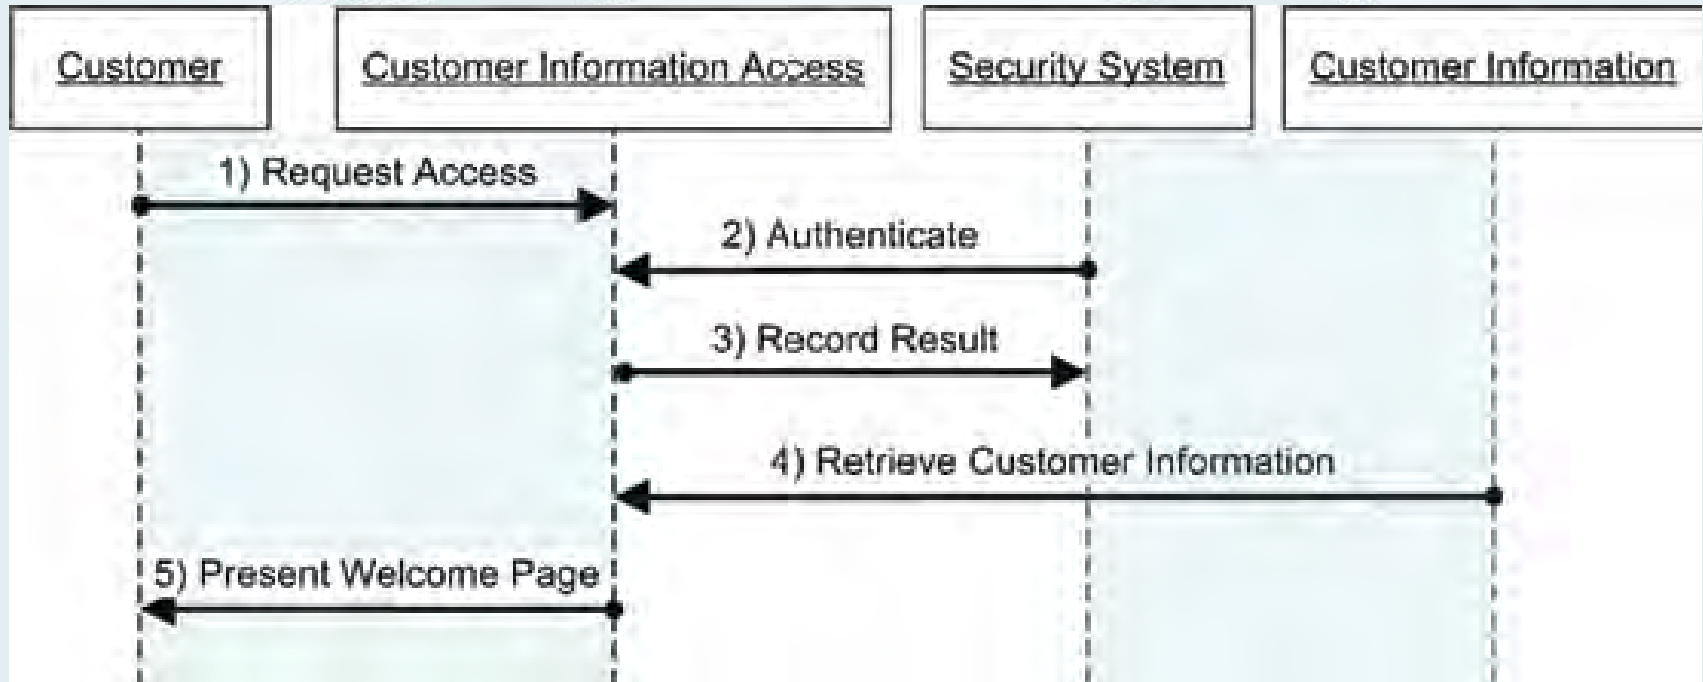 Customer
Customer Information Access
Security System
Customer Information
1) Request Access
2) Authenticate
3) Record Result
4) Retrieve Customer Information
5) Present Welcome Page